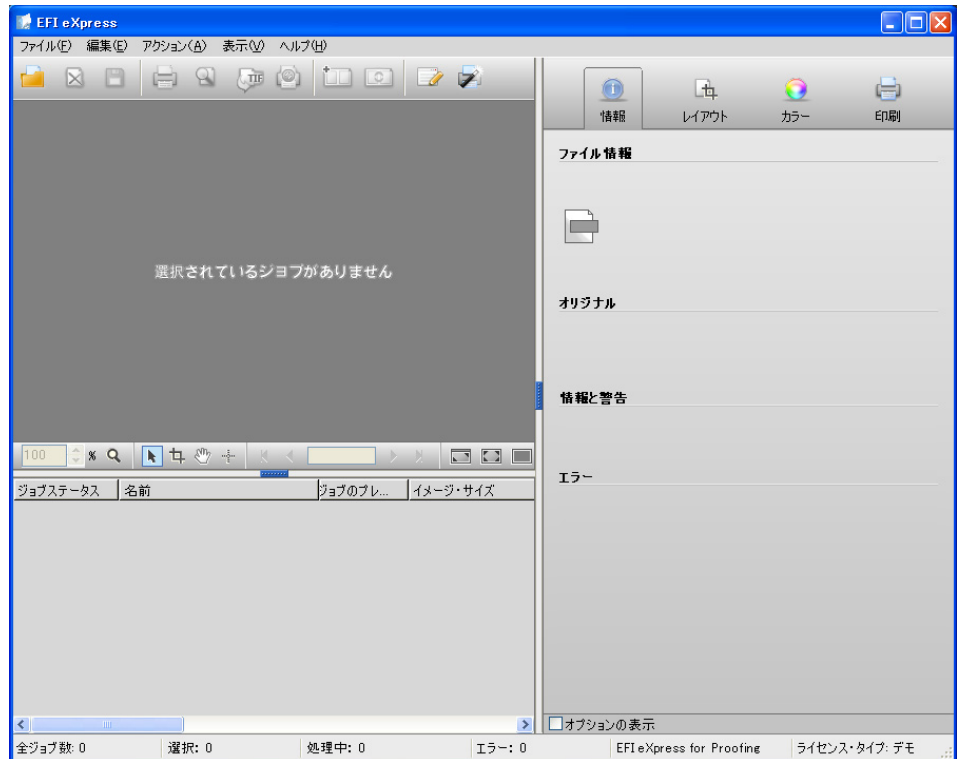 EFI eXpress
ファイル(F) 編集(E) アクション(A) 表示(V) ヘルプ(H)
TIF
情報 レイアウト カラー 印刷
ファイル情報
選択されているジョブがありません
オリジナル
情報と警告
100 %
エラー
ジョブステータス 名前 ジョブのプレ... イメージ・サイズ
オプションの表示
全ジョブ数: 0 選択: 0 処理中: 0 エラー: 0 EFI eXpress for Proofing ライセンス・タイプ: デモ